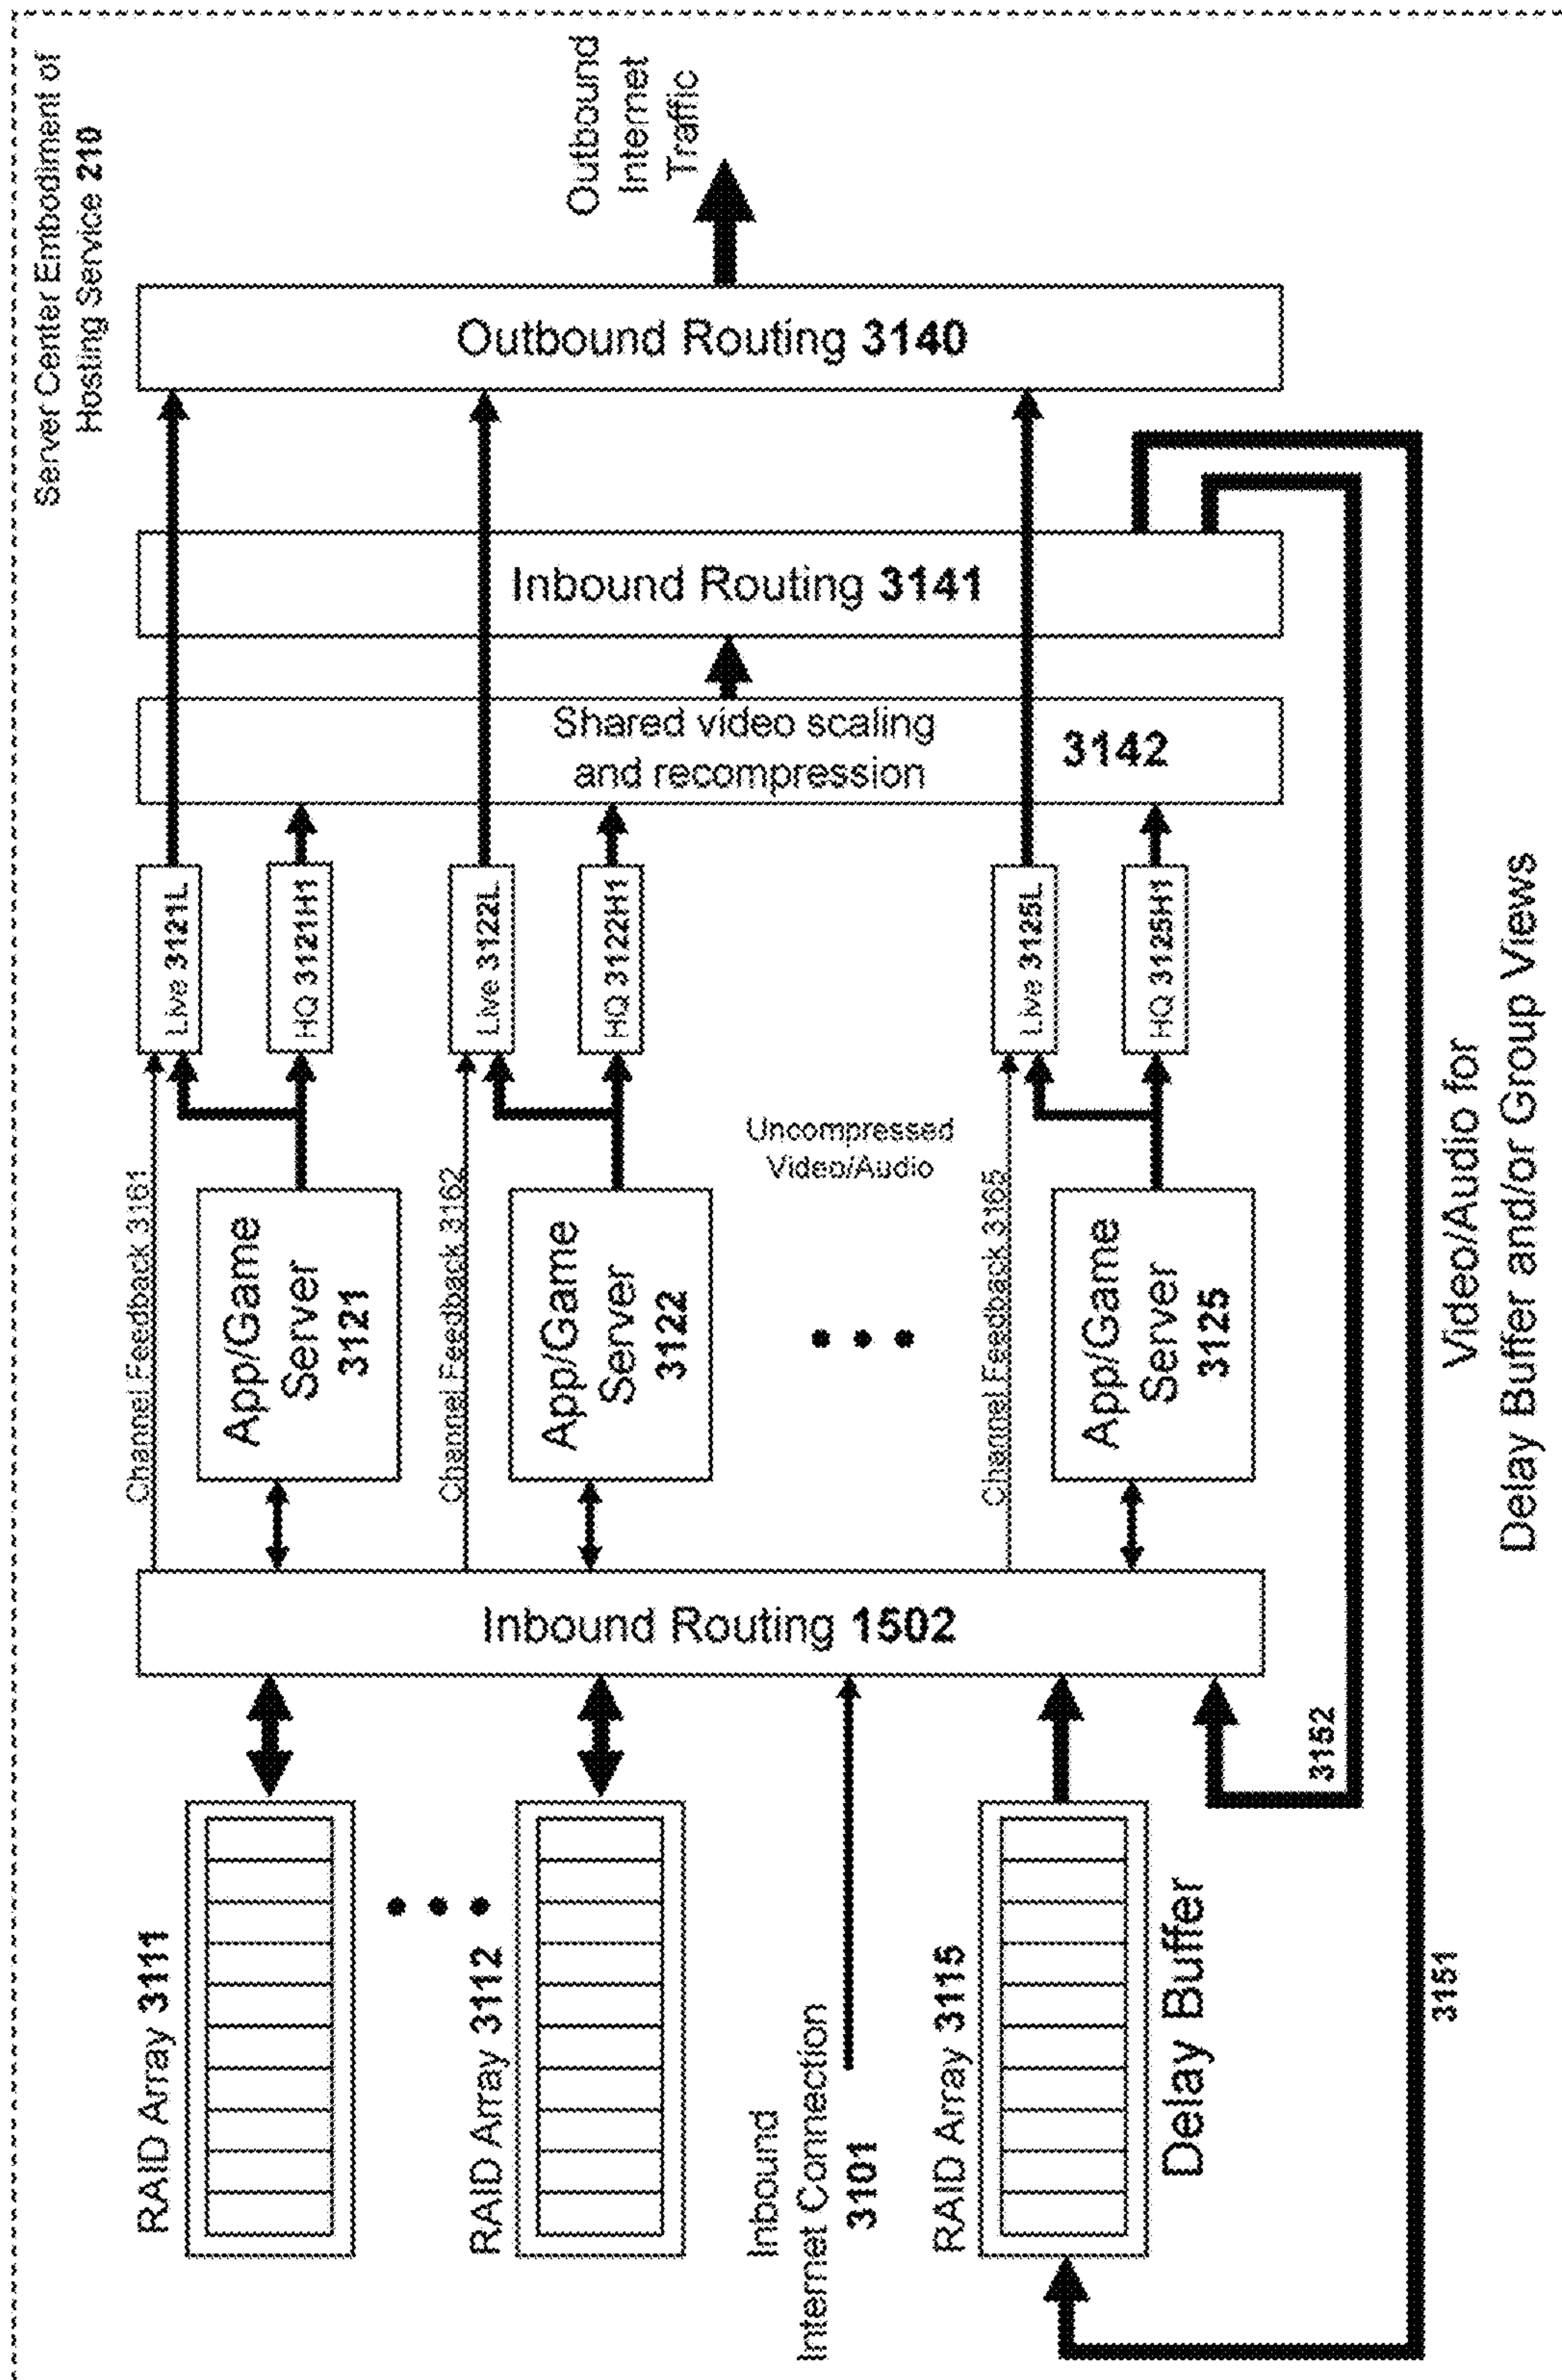 Server Center Embodiment of
Hosting Service 210
RAID Array 3111
RAID Array 3112
Inbound
Internet Connection
3101
RAID Array 3115
Delay Buffer
Inbound Routing 1502
Channel Feedback 3161
App/Game
Server
3121
Channel Feedback 3162
App/Game
Server
3122
Uncompressed
Video/Audio
Channel Feedback 3165
App/Game
Server
3125
Live 3121L
HQ 3121H1
Live 3122L
HQ 3122H1
Live 3125L
HQ 3125H1
Shared video scaling
and recompression
3142
Inbound Routing 3141
Outbound Routing 3140
Outbound
Internet
Traffic
3152
3151
Video/Audio for
Delay Buffer and/or Group Views